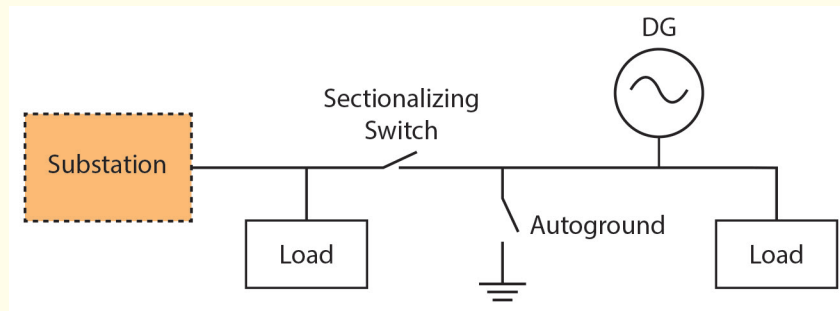 DG
Sectionalizing
Switch
Substation
Autoground
Load
Load